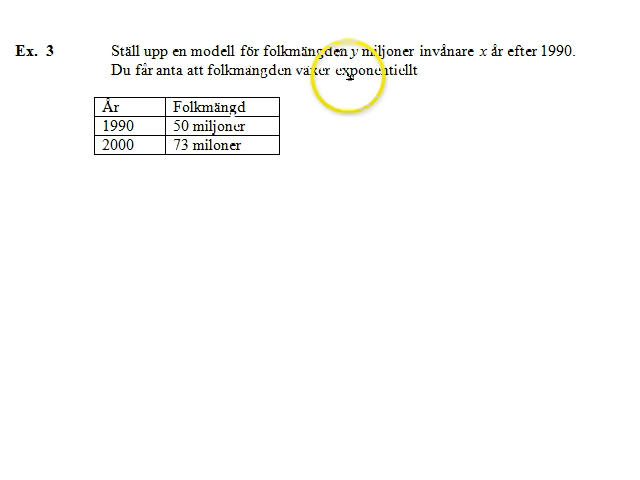 Ex. 3 Ställ upp en modell för folkmängden y miljoner invånare x år efter 1990.
Du får anta att folkmängden växer exponentiellt
År Folkmängd
1990 50 miljoner
2000 73 miloner